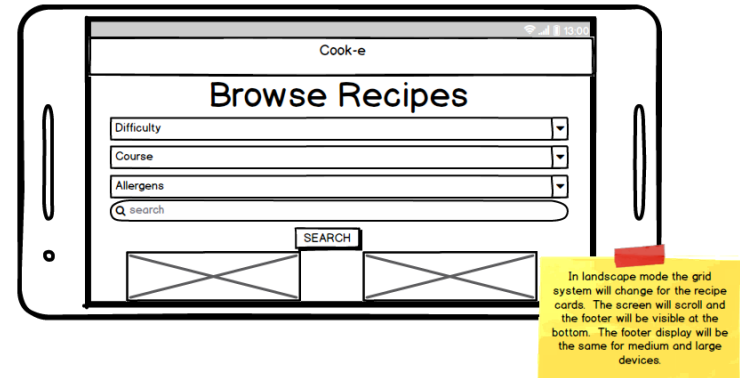 13:00
Cook-e
Browse Recipes
Difficulty
Course
Allergens
search
SEARCH
In landscape mode the grid
system will change for the recipe
cards. The screen will scroll and
the footer will be visible at the
bottom. The footer display will be
the same for medium and large
devices.